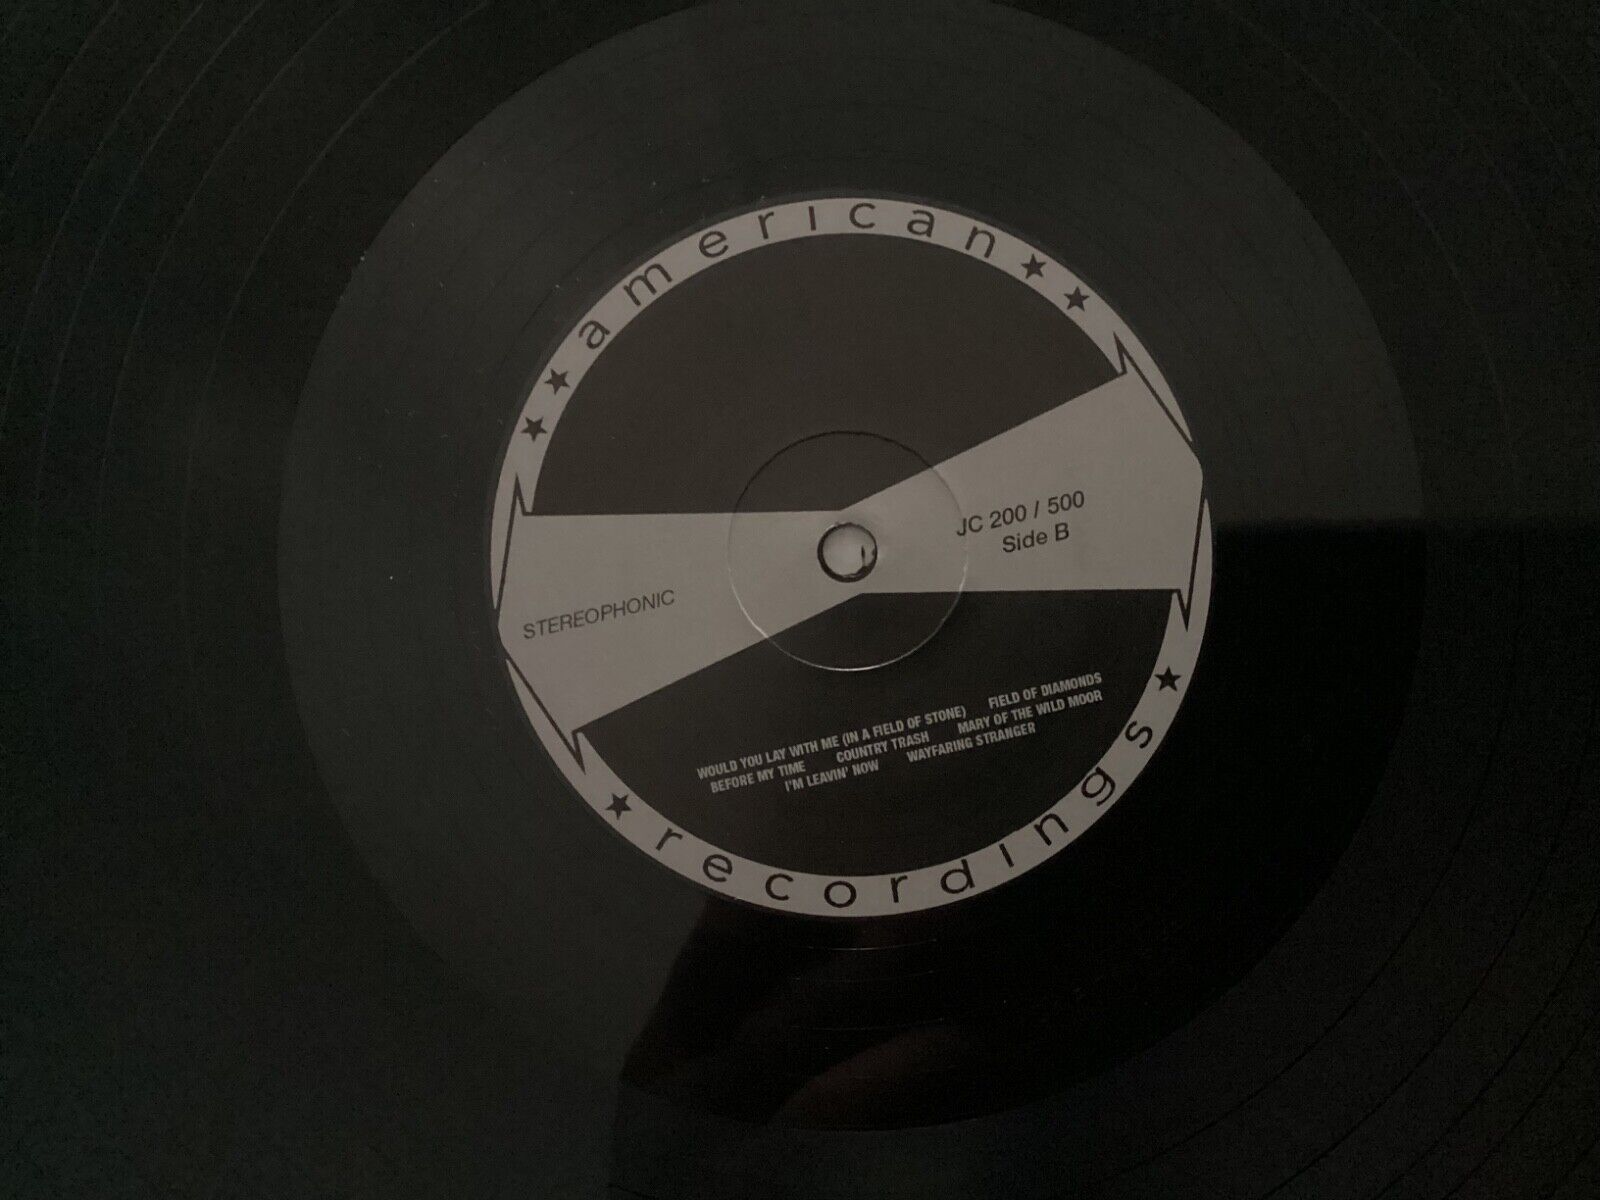 american
JC 200 / 500
Side B
STEREOPHONIC
WOULD YOU LAY WITH ME (IN A FIELD OF STONE) FIELD OF DIAMONDS
BEFORE MY TIME COUNTRY TRASH MARY OF THE WILD MOOR
I'M LEAVIN' NOW WAYFARING STRANGER
recordings